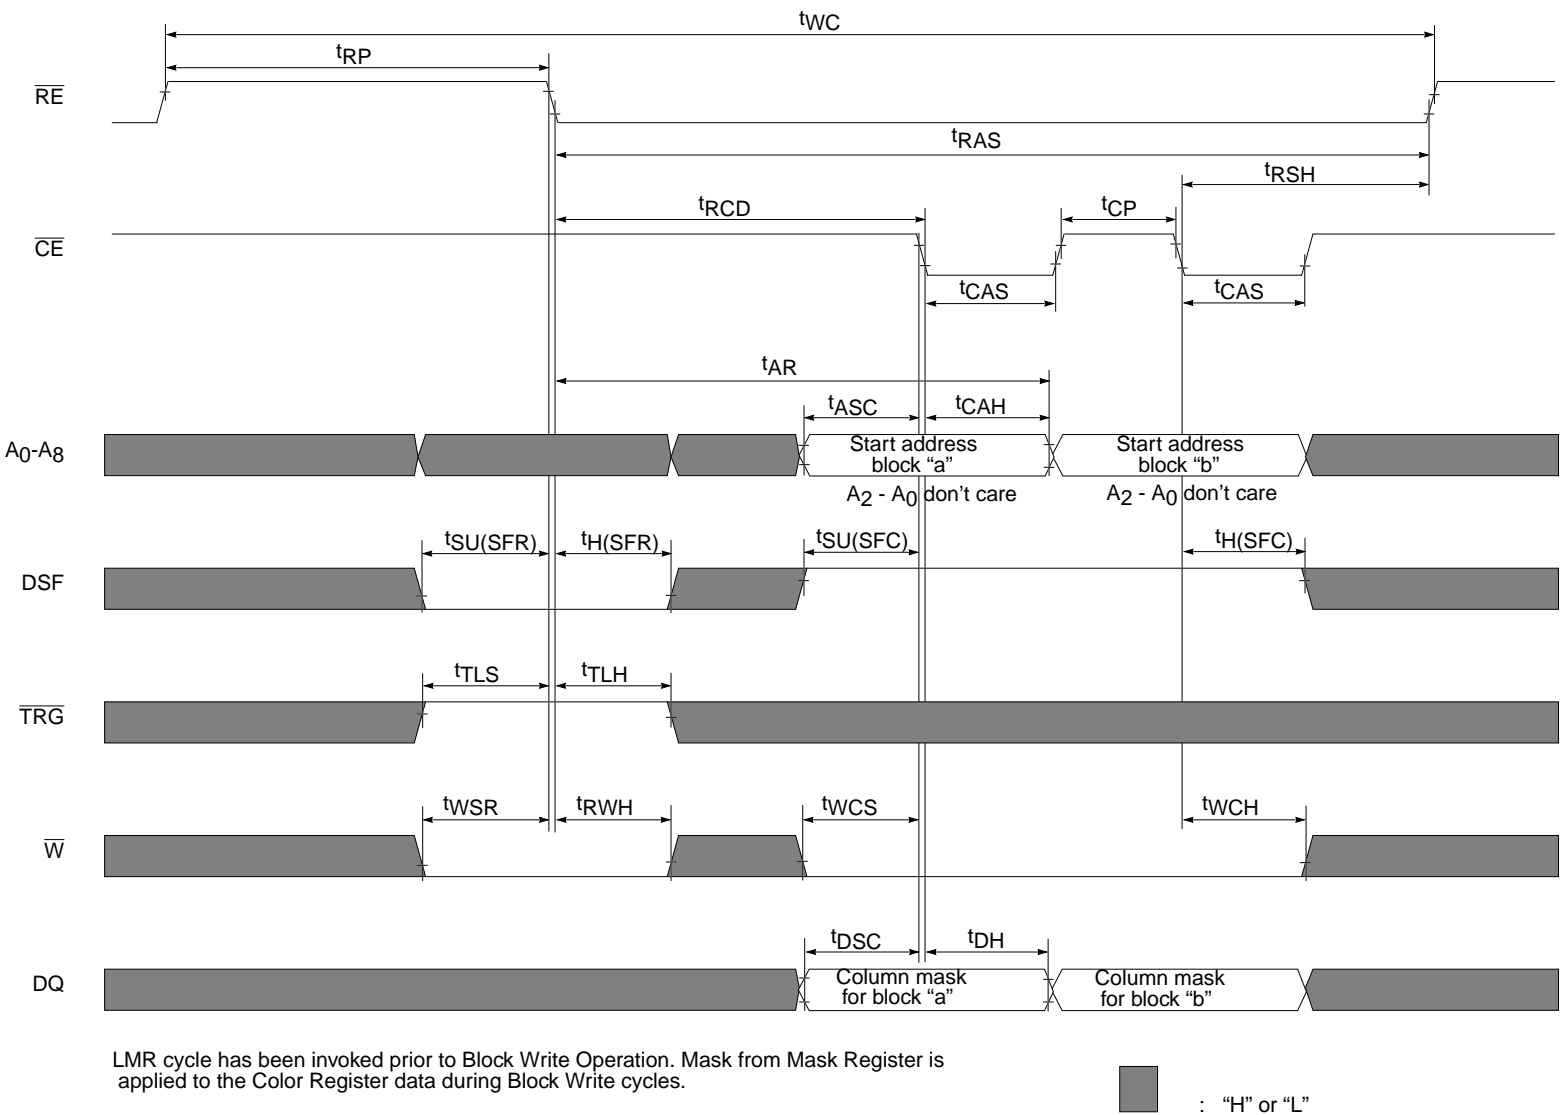 tWC
tRP
RE
tRAS
tRSH
tRCD
tCP
CE
tCAS
tCAS
tAR
tASC
tCAH
A0-A8
Start address
block “a”
Start address
block “b”
A2 - A0 don’t care
A2 - A0 don’t care
tSU(SFR)
tH(SFR)
tSU(SFC)
tH(SFC)
DSF
tTLS
tTLH
TRG
tWSR
tRWH
tWCS
tWCH
W
tDSC
tDH
DQ
Column mask
for block “a”
Column mask
for block “b”
LMR cycle has been invoked prior to Block Write Operation. Mask from Mask Register is
applied to the Color Register data during Block Write cycles.
: “H” or “L”